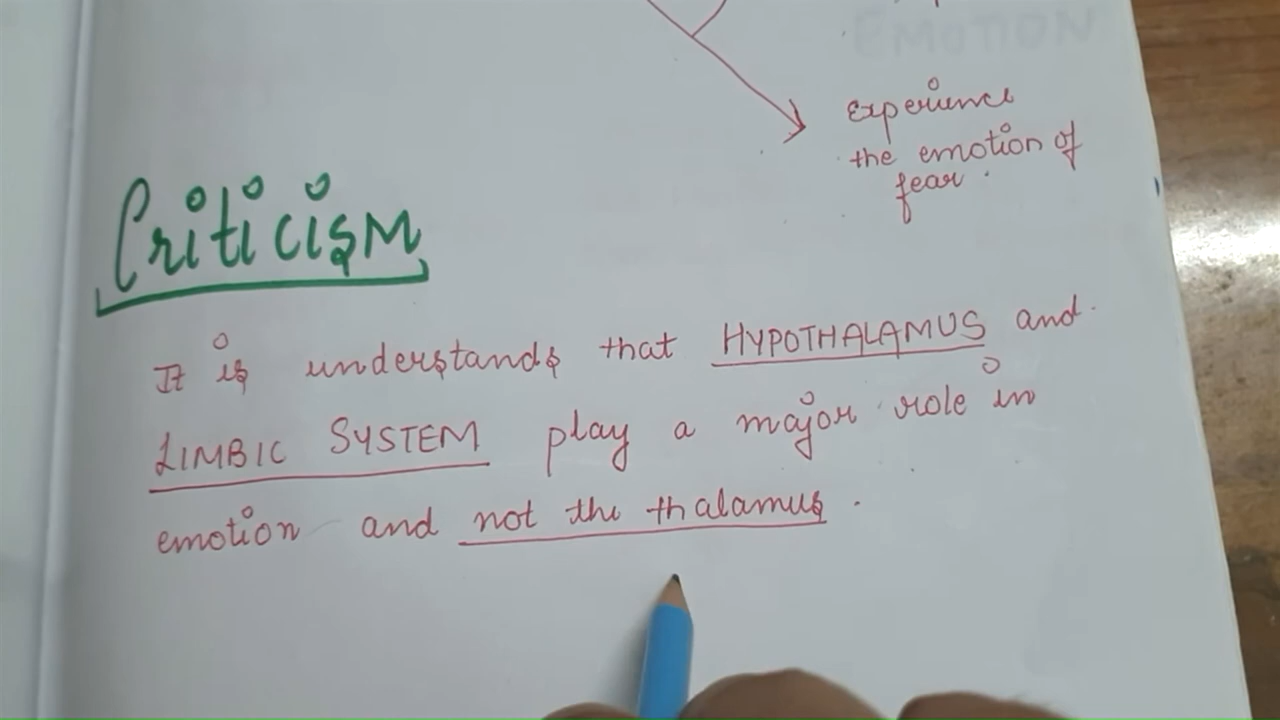 EMOTION
Experience
the emotion of
fear.
Criticism
It is understands that HYPOTHALAMUS and
LIMBIC SYSTEM play a major role in
emotion and not the thalamus.